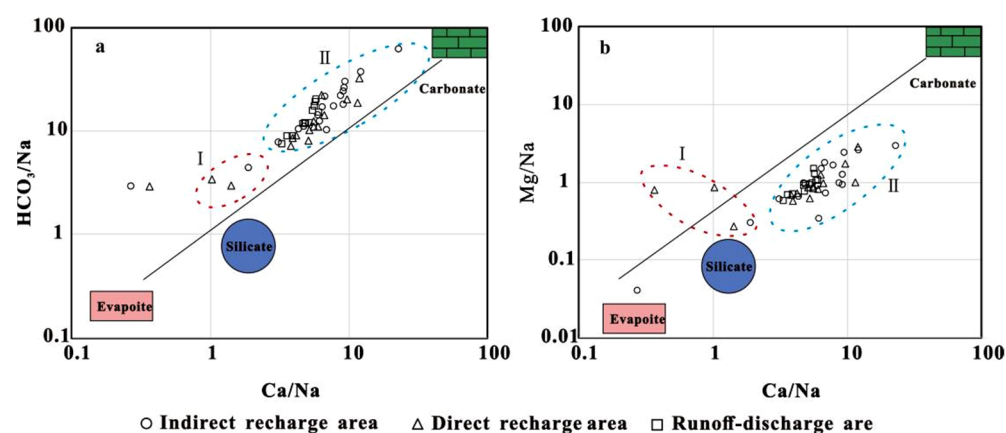 100
a
II
Carbonate
10
I
HCO₃/Na
1
Silicate
Evapoite
0.1
0.1
1
10
100
Ca/Na
100
b
Carbonate
10
I
Mg/Na
1
II
0.1
Silicate
Evapoite
0.01
0.1
1
10
100
Ca/Na
Indirect recharge area
Direct recharge area
Runoff-discharge are